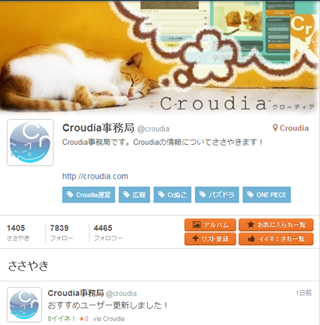 Cr
Croudia
クローディア
Croudia事務局 @croudia
Croudia
Croudia事務局です。Croudiaの情報についてささやきます！
http://croudia.com
Croudia運営 広報 Crぬこ パズドラ ONE PIECE
1405 7839 4465
ささやき フォロー フォロワー
アルバム お気に入られ一覧
リスト登録 イイネ！され一覧
ささやき
Croudia事務局 @croudia 1日前
おすすめユーザー更新しました！
6イイネ！ ★0 via Croudia